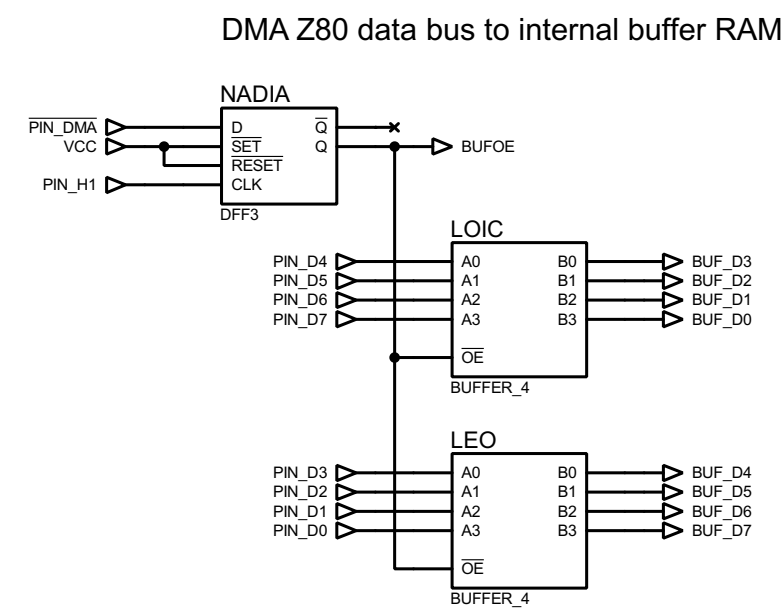 DMA Z80 data bus to internal buffer RAM
NADIA
PIN_DMA D Q
VCC SET Q BUFOE
RESET
PIN_H1 CLK
DFF3
LOIC
PIN_D4 A0 B0 BUF_D3
PIN_D5 A1 B1 BUF_D2
PIN_D6 A2 B2 BUF_D1
PIN_D7 A3 B3 BUF_D0
OE
BUFFER_4
LEO
PIN_D3 A0 B0 BUF_D4
PIN_D2 A1 B1 BUF_D5
PIN_D1 A2 B2 BUF_D6
PIN_D0 A3 B3 BUF_D7
OE
BUFFER_4